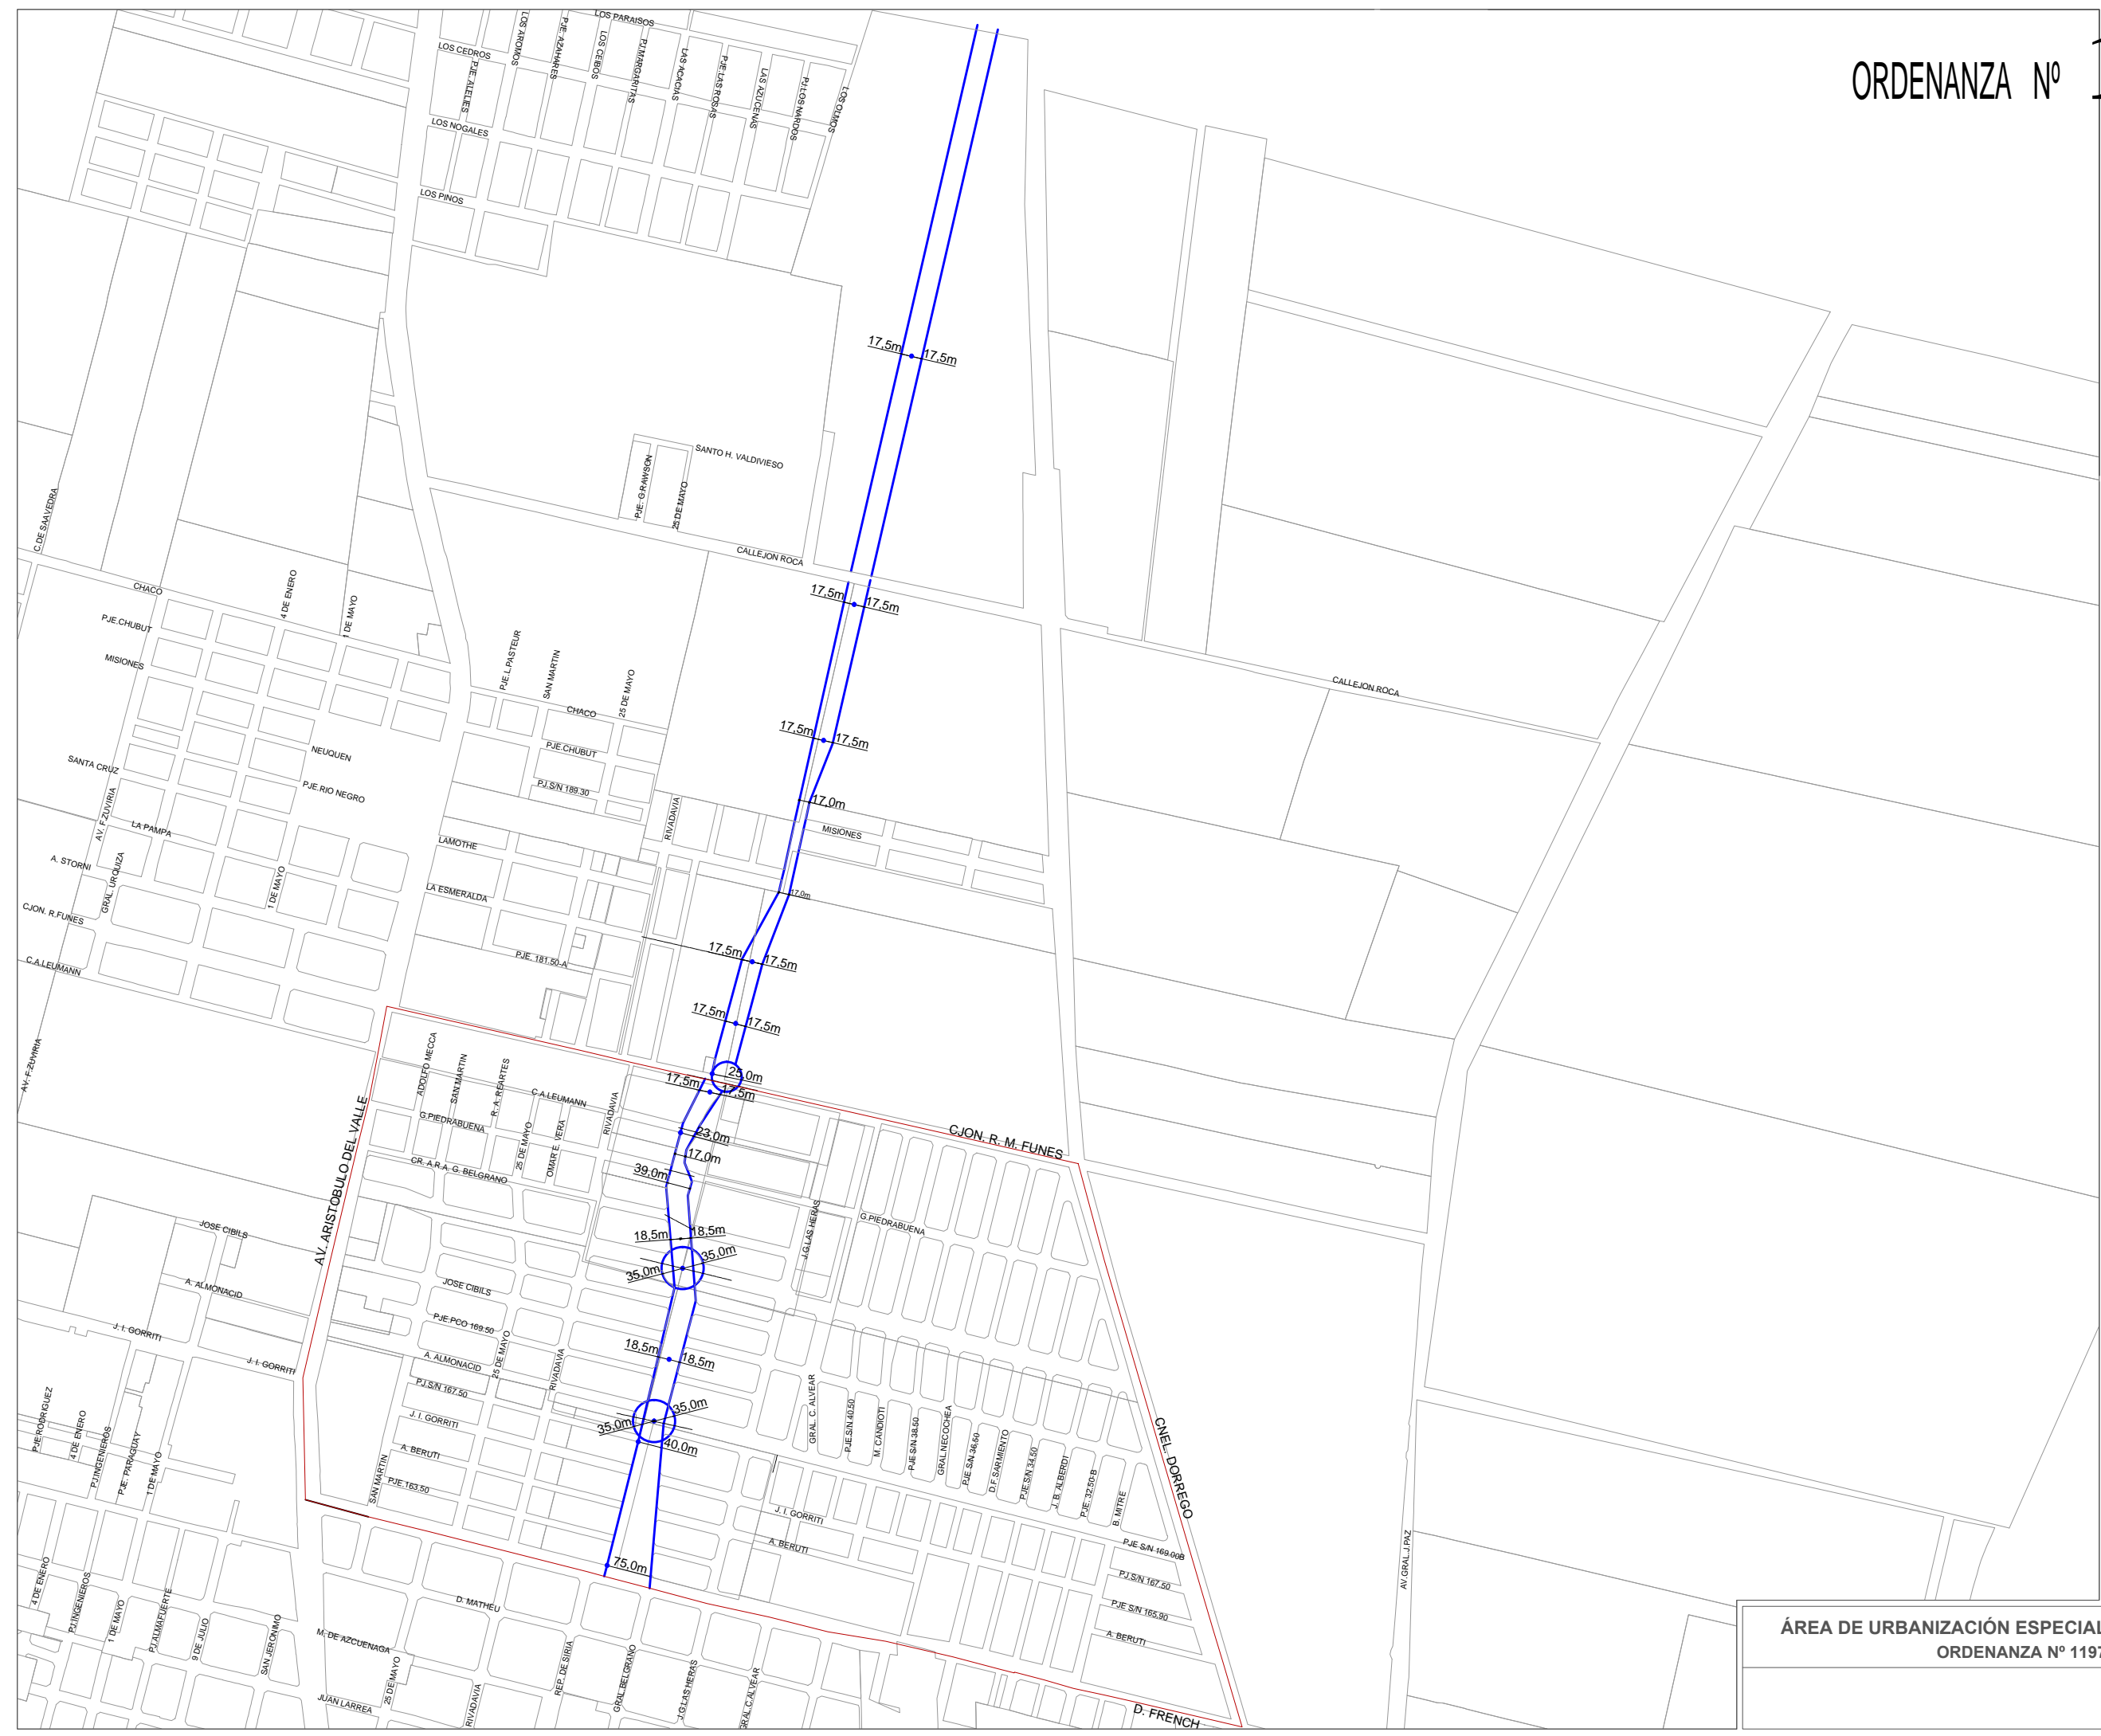 ORDENANZA Nº 1
LOS PARAISOS
LOS CEDROS
LOS AROMOS
PJE. AZAHARES
LOS CEIBOS
PJ.MARGARITAS
LAS ACACIAS
PJE.LAS ROSAS
LAS AZUCENAS
PJ.LOS NARDOS
LOS OLMOS
PJE. ALELIES
LOS NOGALES
LOS PINOS
17,5m 17,5m
SANTO H. VALDIVIESO
PJE. G.RAWSON
25 DE MAYO
CALLEJON ROCA
C.DE SAAVEDRA
CHACO
4 DE ENERO
1 DE MAYO
PJE.CHUBUT
MISIONES
17,5m 17,5m
CALLEJON ROCA
PJE.L.PASTEUR
SAN MARTIN
25 DE MAYO
CHACO
PJE.CHUBUT
PJ.S/N 189.30
17,5m 17,5m
NEUQUEN
SANTA CRUZ
PJE.RIO NEGRO
AV. F.ZUVIRIA
RIVADAVIA
17,0m
MISIONES
LA PAMPA
LAMOTHE
A. STORNI
GRAL. URQUIZA
1 DE MAYO
LA ESMERALDA
17,0m
CJON. R.FUNES
C.A.LEUMANN
PJE. 181.50-A
17,5m 17,5m
17,5m 17,5m
AV. F.ZUVIRIA
ADOLFO MECCA
SAN MARTIN
R. A. REARTES
C.A.LEUMANN
RIVADAVIA
25,0m
17,5m 17,5m
G.PIEDRABUENA
25 DE MAYO
OMAR E. VERA
23,0m
17,0m
39,0m
CJON. R. M. FUNES
CR. A.R.A. G. BELGRANO
AV. ARISTOBULO DEL VALLE
J.G.LAS HERAS
G.PIEDRABUENA
JOSE CIBILS
18,5m 18,5m
35,0m 35,0m
A. ALMONACID
JOSE CIBILS
J. I. GORRITI
PJE.PCO 169.50
25 DE MAYO
RIVADAVIA
18,5m 18,5m
J. I. GORRITI
A. ALMONACID
PJ.S/N 167.50
J. I. GORRITI
A. BERUTI
PJE.163.50
SAN MARTIN
35,0m 35,0m
40,0m
GRAL. C. ALVEAR
PJE.S/N 40.50
M. CANDIOTI
PJE.S/N 38.50
GRAL.NECOCHEA
PJE.S/N 36.50
D.F.SARMIENTO
PJE.S/N 34.50
J. B. ALBERDI
PJE. 32.50-B
B. MITRE
CNEL. DORREGO
PJE.RODRIGUEZ
4 DE ENERO
PJ.INGENIEROS
PJE. PARAGUAY
1 DE MAYO
J. I. GORRITI
A. BERUTI
PJE S/N 169.00B
PJ.S/N 167.50
PJE S/N 165.90
A. BERUTI
AV.GRAL.J.PAZ
75,0m
D. MATHEU
4 DE ENERO
PJ.INGENIEROS
1 DE MAYO
PJ.ALMAFUERTE
9 DE JULIO
SAN JERONIMO
M. DE AZCUENAGA
25 DE MAYO
JUAN LARREA
RIVADAVIA
REP. DE SIRIA
GRAL.BELGRANO
J.G.LAS HERAS
GRAL.C.ALVEAR
D. FRENCH
ÁREA DE URBANIZACIÓN ESPECIAL
ORDENANZA Nº 1197